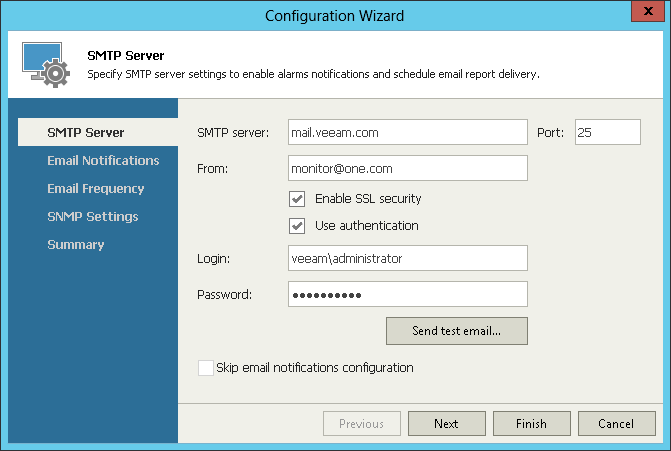 Configuration Wizard
x
SMTP Server
Specify SMTP server settings to enable alarms notifications and schedule email report delivery.
SMTP Server
Email Notifications
Email Frequency
SNMP Settings
Summary
SMTP server: mail.veeam.com Port: 25
From: monitor@one.com
Enable SSL security
Use authentication
Login: veeam\administrator
Password: ●●●●●●●●●●
Send test email...
Skip email notifications configuration
Previous Next Finish Cancel